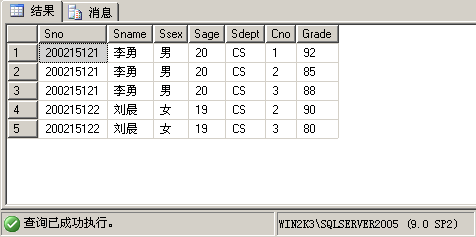 结果 消息
Sno Sname Ssex Sage Sdept Cno Grade
1 200215121 李勇 男 20 CS 1 92
2 200215121 李勇 男 20 CS 2 85
3 200215121 李勇 男 20 CS 3 88
4 200215122 刘晨 女 19 CS 2 90
5 200215122 刘晨 女 19 CS 3 80
查询已成功执行。 WIN2K3\SQLSERVER2005 (9.0 SP2)